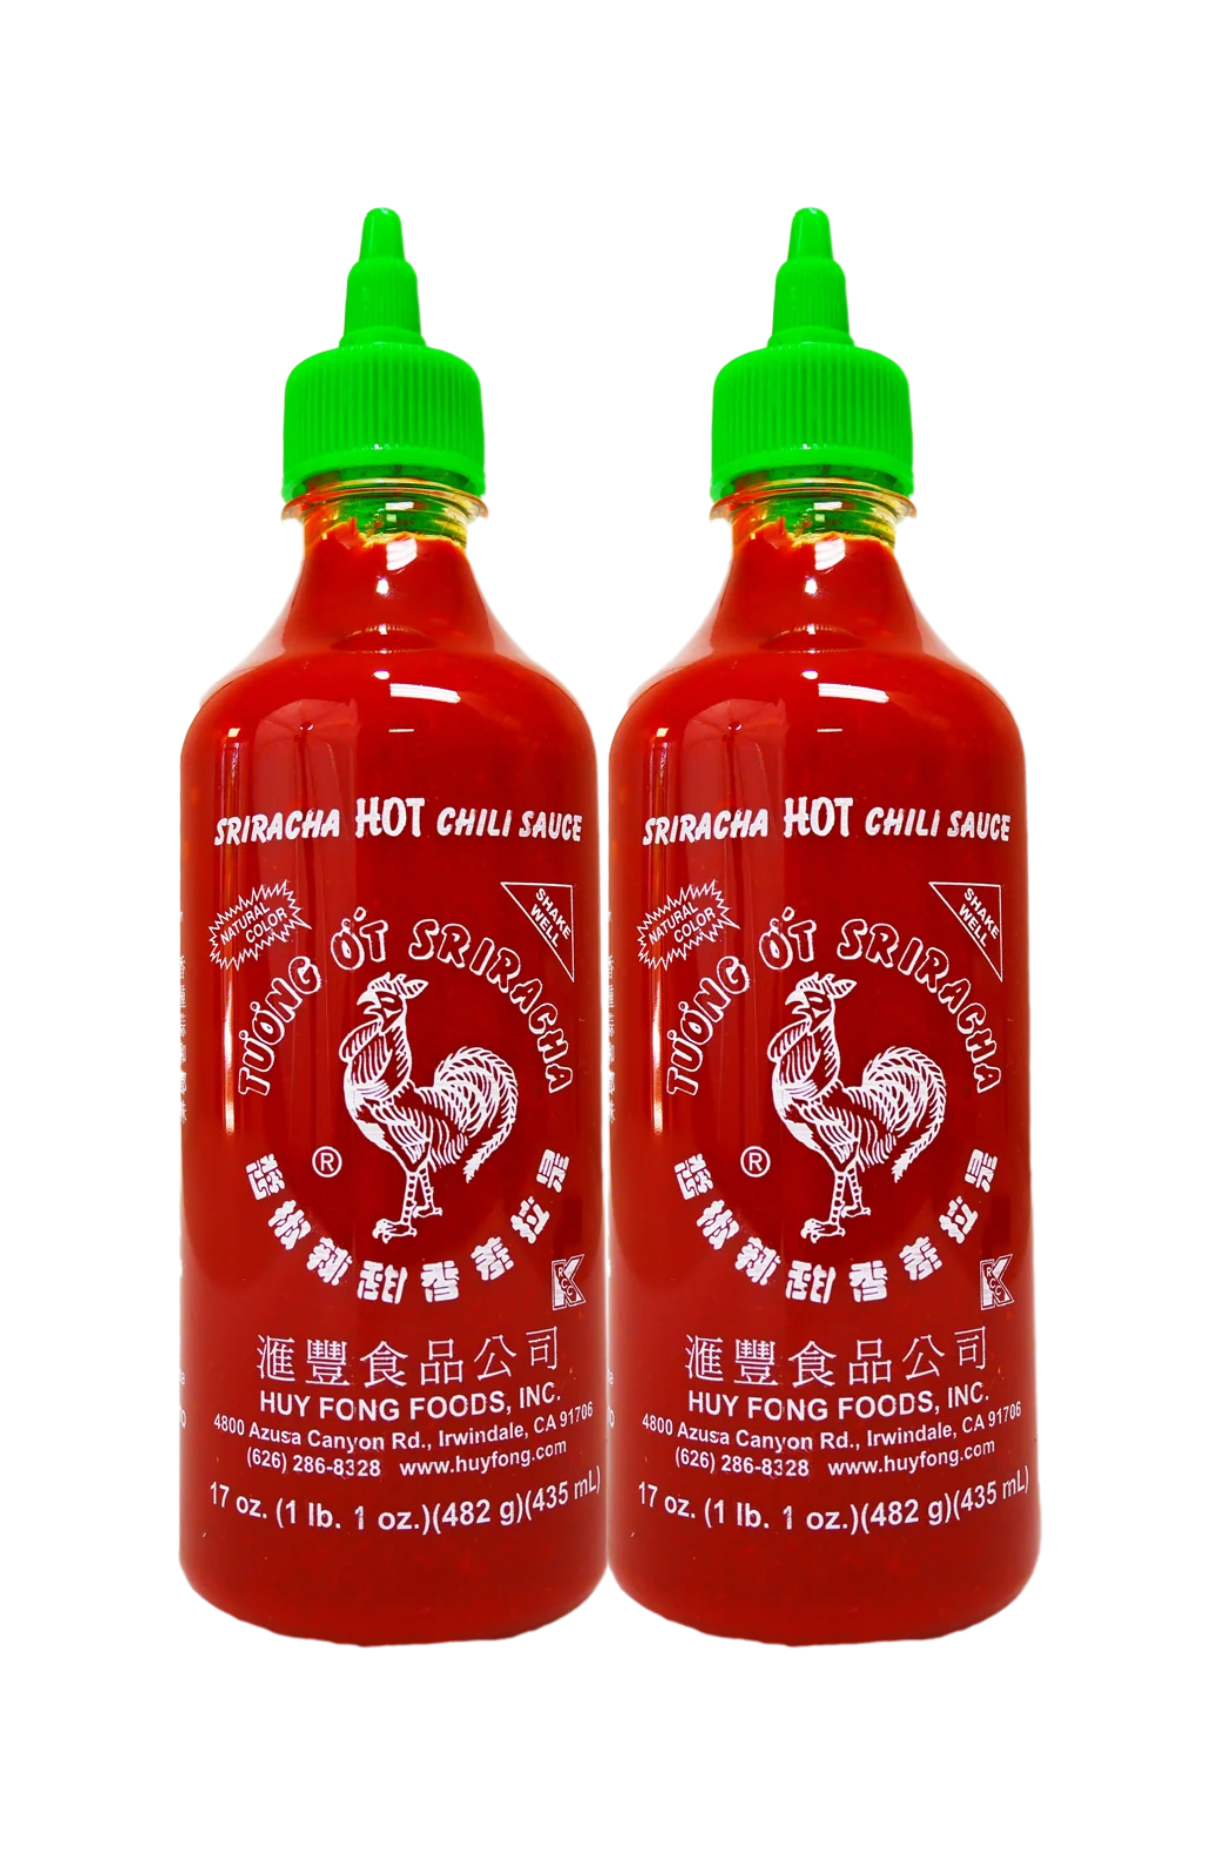 SRIRACHA HOT CHILI SAUCE
NATURAL COLOR
SHAKE WELL
TƯƠNG ỚT SRIRACHA
®
滙豐食品公司
HUY FONG FOODS, INC.
4800 Azusa Canyon Rd., Irwindale, CA 91706
(626) 286-8328 www.huyfong.com
17 oz. (1 lb. 1 oz.)(482 g)(435 mL)
SRIRACHA HOT CHILI SAUCE
NATURAL COLOR
SHAKE WELL
TƯƠNG ỚT SRIRACHA
®
滙豐食品公司
HUY FONG FOODS, INC.
4800 Azusa Canyon Rd., Irwindale, CA 91706
(626) 286-8328 www.huyfong.com
17 oz. (1 lb. 1 oz.)(482 g)(435 mL)